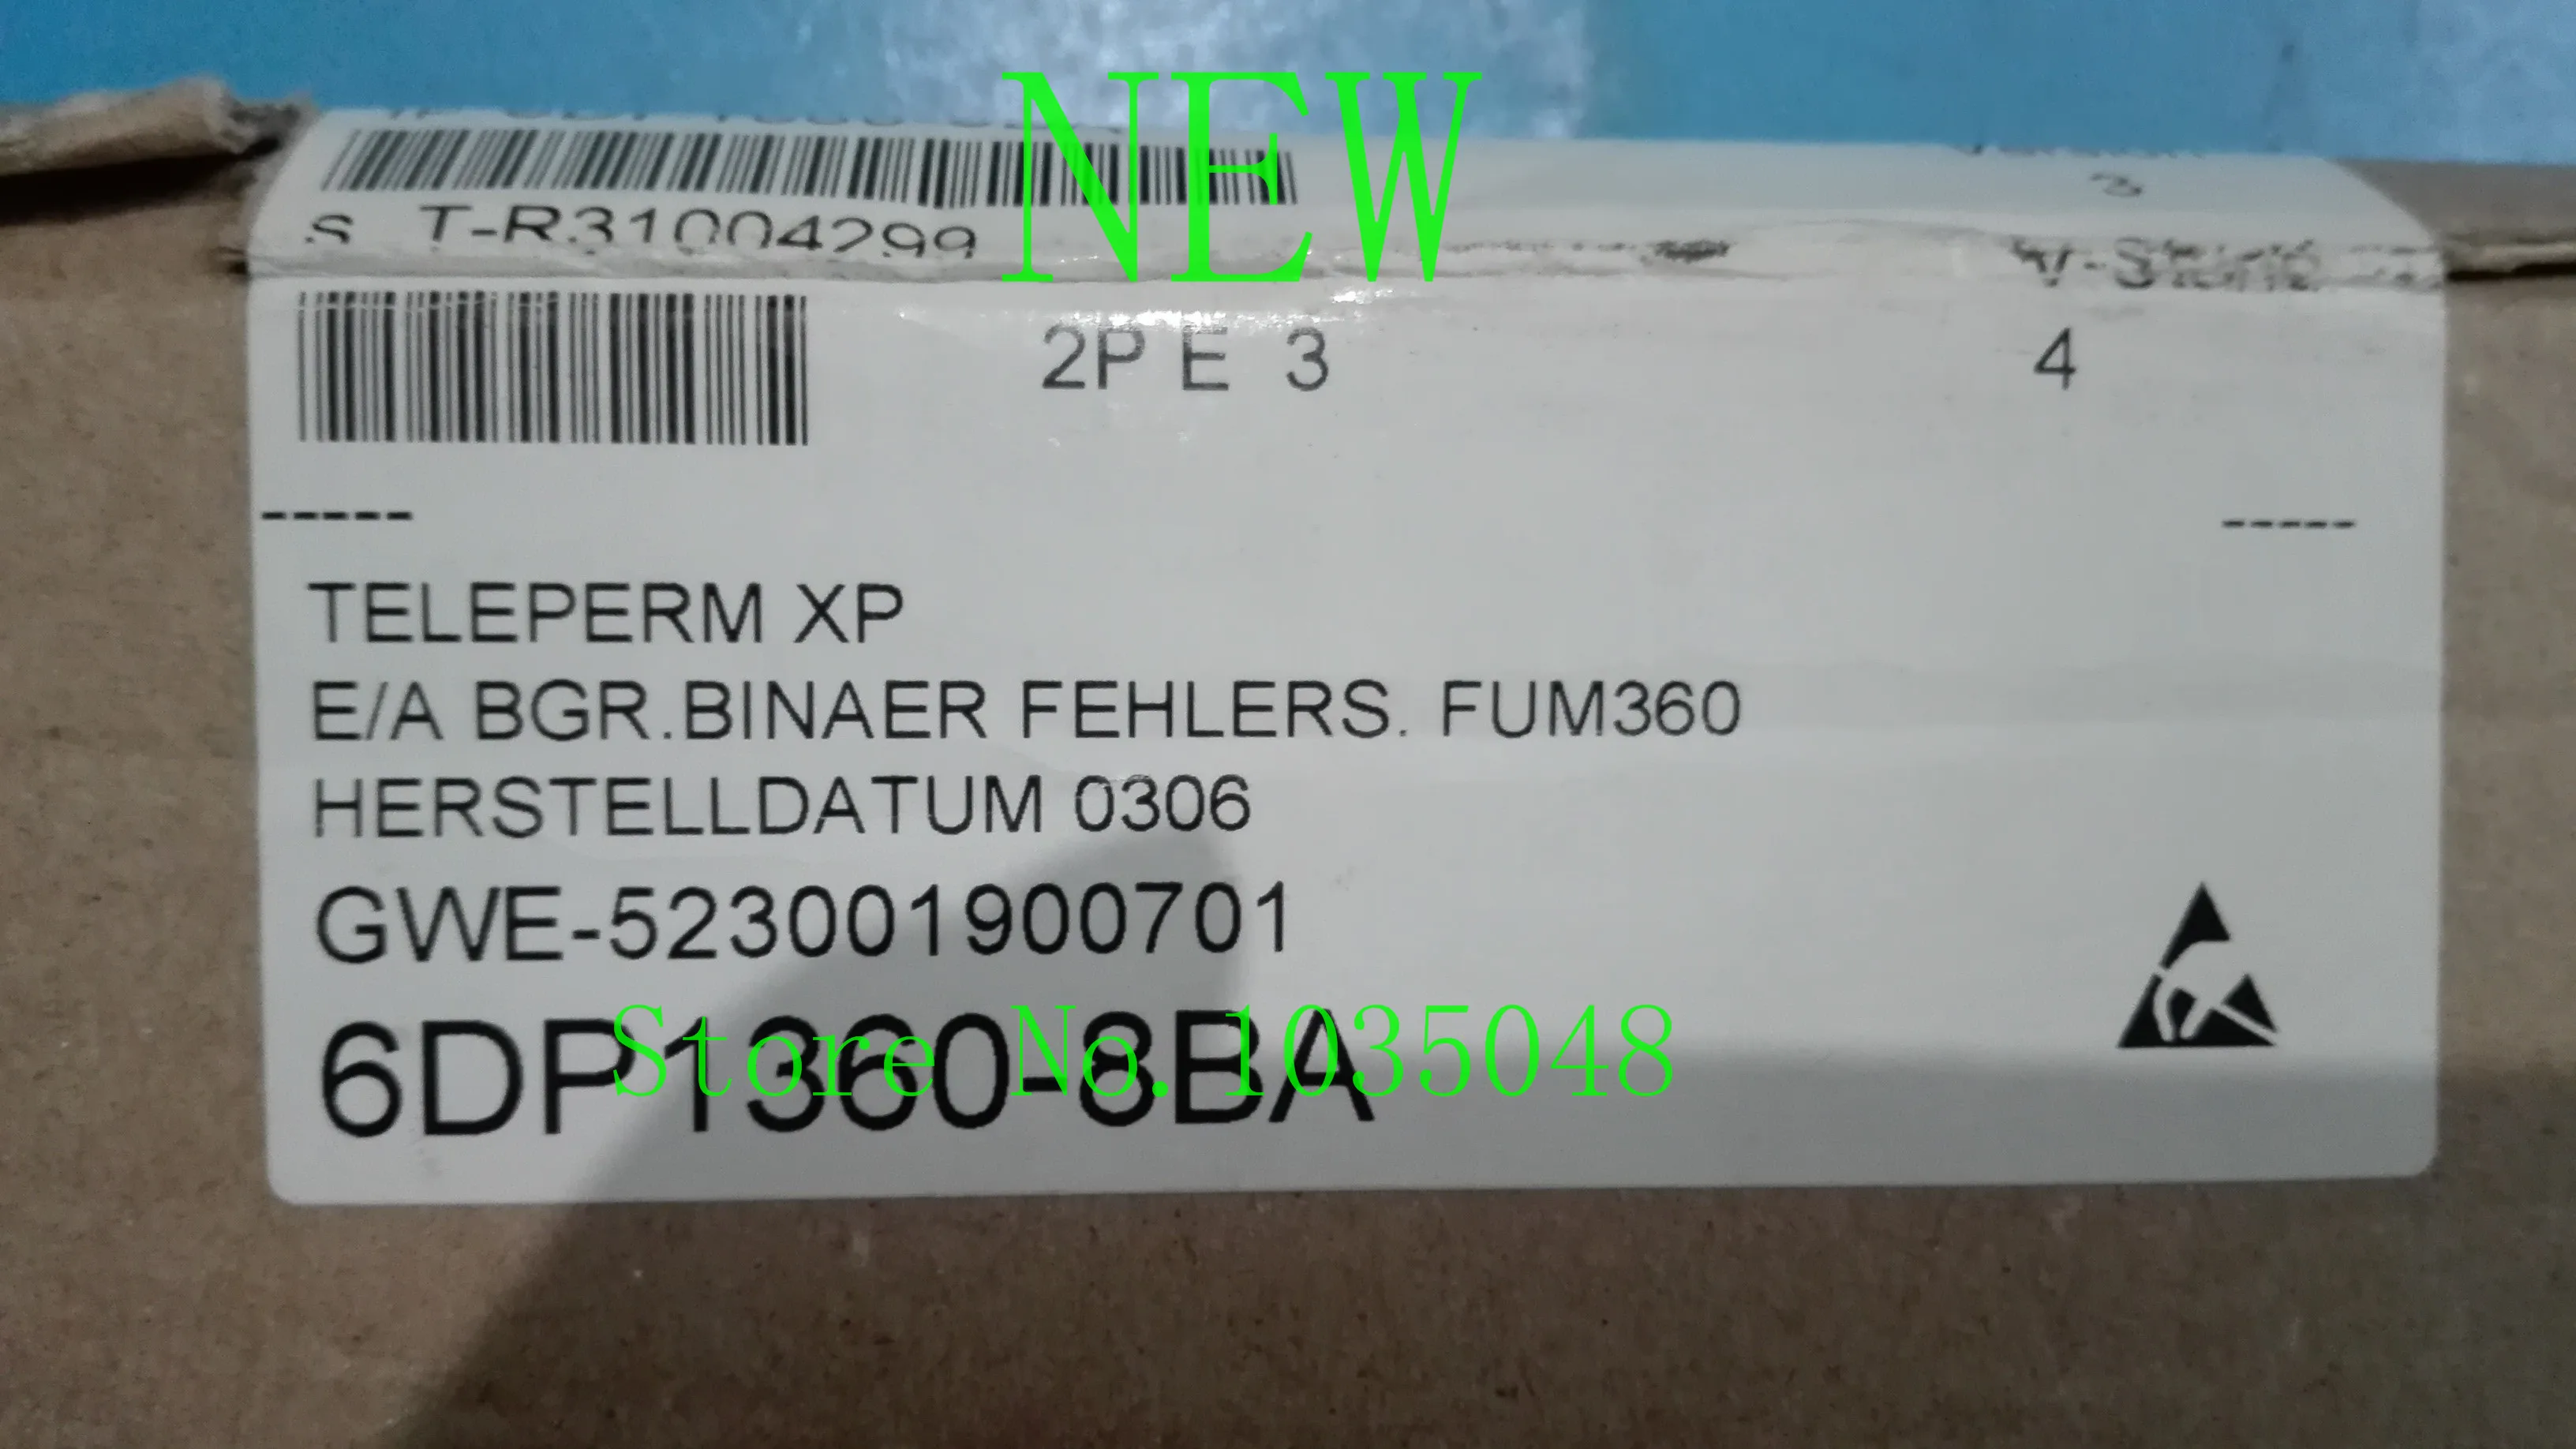 NEW
3
S T-R31004299
2P E 3
4
-----
-----
TELEPERM XP
E/A BGR.BINAER FEHLERS. FUM360
HERSTELLDATUM 0306
GWE-523001900701
6DP1360-8BA
Store No. 1035048